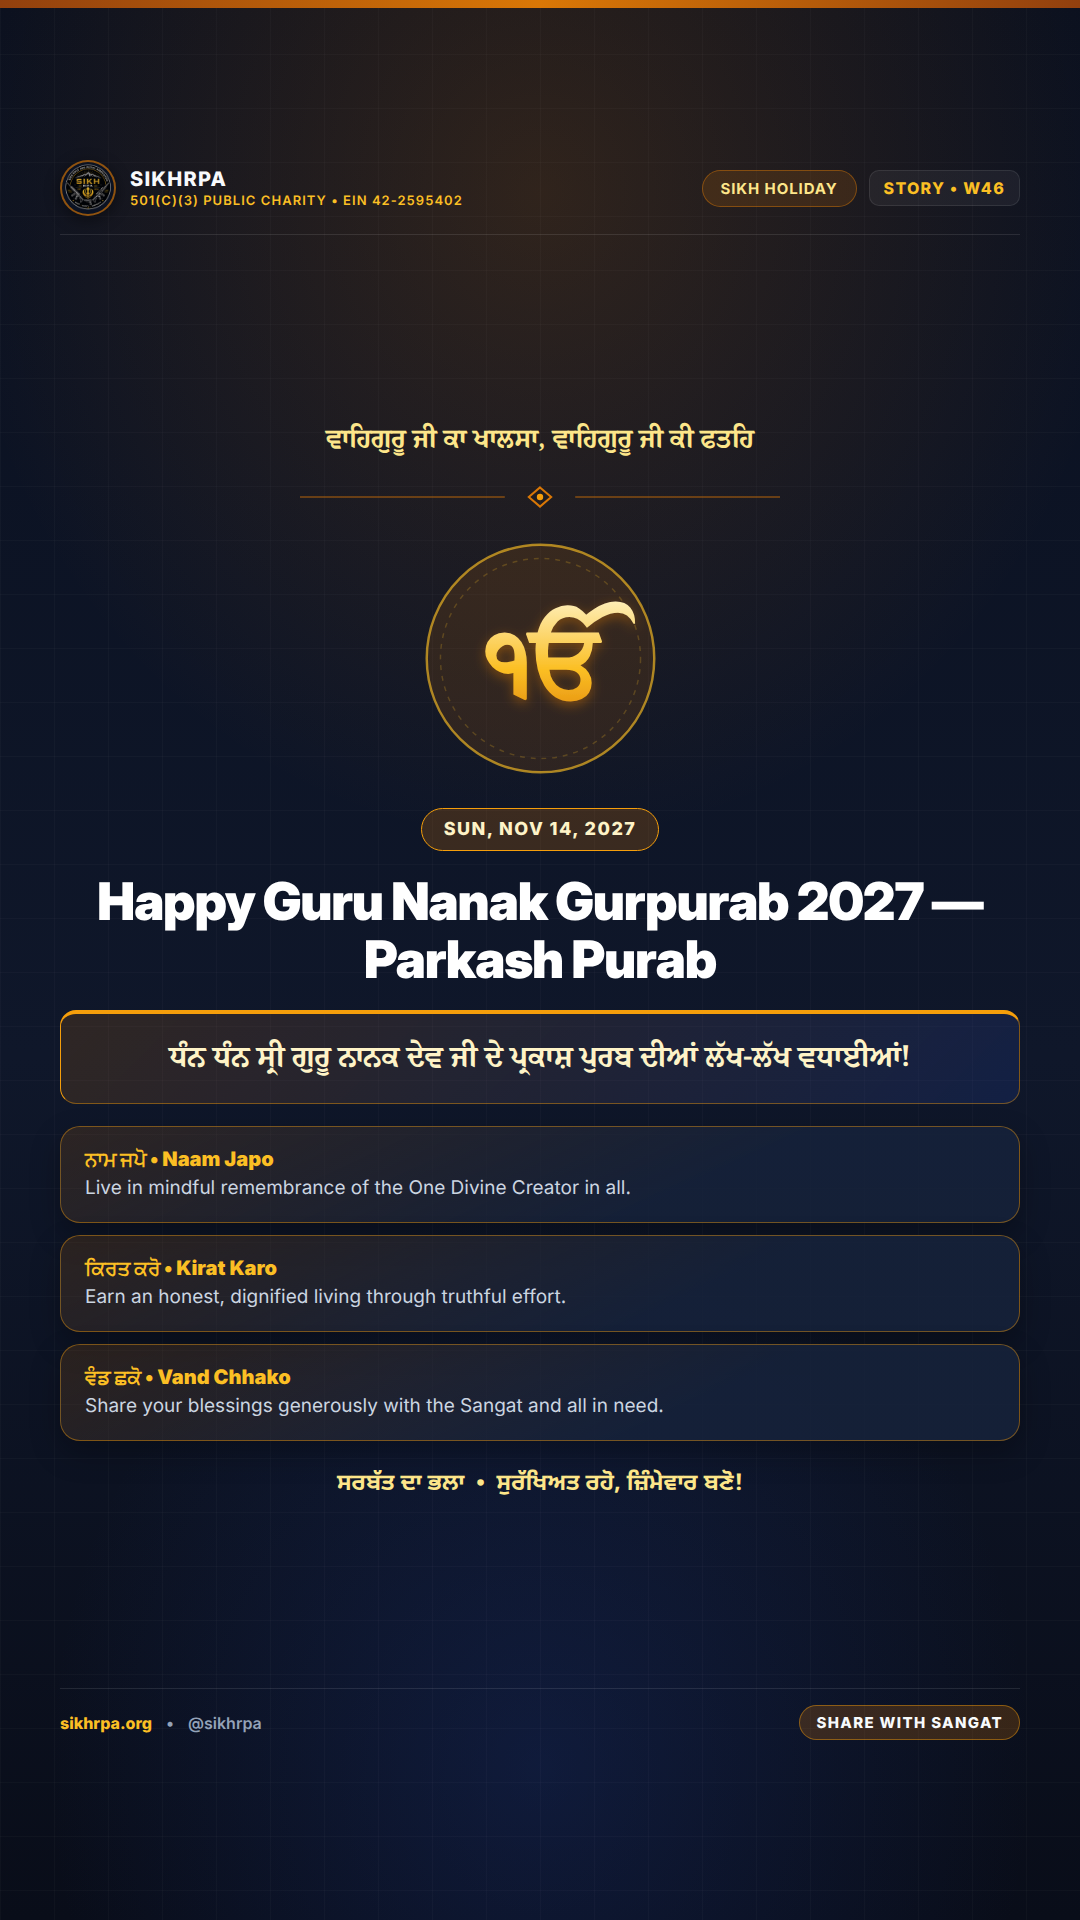 SIKH
SIKHRPA
501(C)(3) PUBLIC CHARITY • EIN 42-2595402
SIKH HOLIDAY
STORY • W46
ਵਾਹਿਗੁਰੂ ਜੀ ਕਾ ਖਾਲਸਾ, ਵਾਹਿਗੁਰੂ ਜੀ ਕੀ ਫਤਹਿ
ੴ
SUN, NOV 14, 2027
Happy Guru Nanak Gurpurab 2027 —
Parkash Purab
ਧੰਨ ਧੰਨ ਸ੍ਰੀ ਗੁਰੂ ਨਾਨਕ ਦੇਵ ਜੀ ਦੇ ਪ੍ਰਕਾਸ਼ ਪੁਰਬ ਦੀਆਂ ਲੱਖ-ਲੱਖ ਵਧਾਈਆਂ!
ਨਾਮ ਜਪੋ • Naam Japo
Live in mindful remembrance of the One Divine Creator in all.
ਕਿਰਤ ਕਰੋ • Kirat Karo
Earn an honest, dignified living through truthful effort.
ਵੰਡ ਛਕੋ • Vand Chhako
Share your blessings generously with the Sangat and all in need.
ਸਰਬੱਤ ਦਾ ਭਲਾ • ਸੁਰੱਖਿਅਤ ਰਹੋ, ਜ਼ਿੰਮੇਵਾਰ ਬਣੋ!
sikhrpa.org • @sikhrpa
SHARE WITH SANGAT